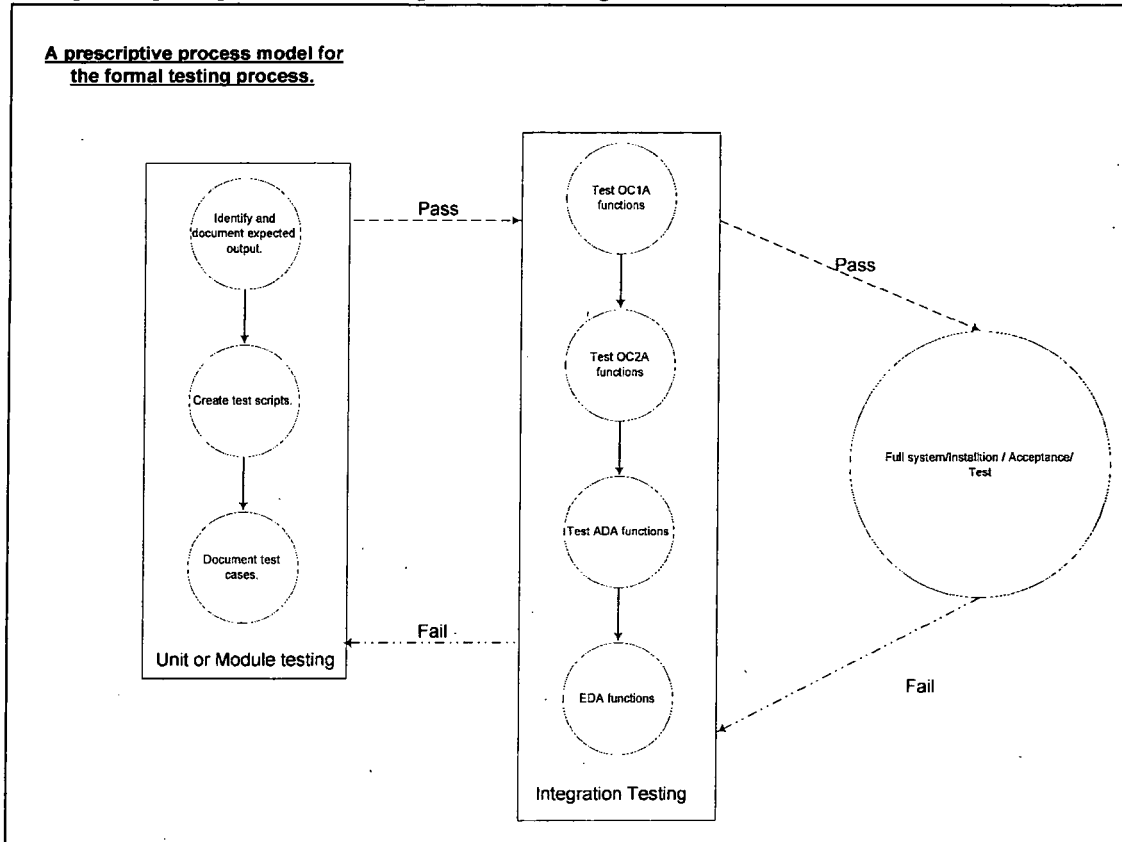 A prescriptive process model for
the formal testing process.
Identify and
document expected
output.
Create test scripts.
Document test
cases.
Unit or Module testing
Pass
Fail
Test OC1A
functions
Test OC2A
functions
Test ADA functions
EDA functions
Integration Testing
Pass
Full system/Instalition / Acceptance/
Test
Fail